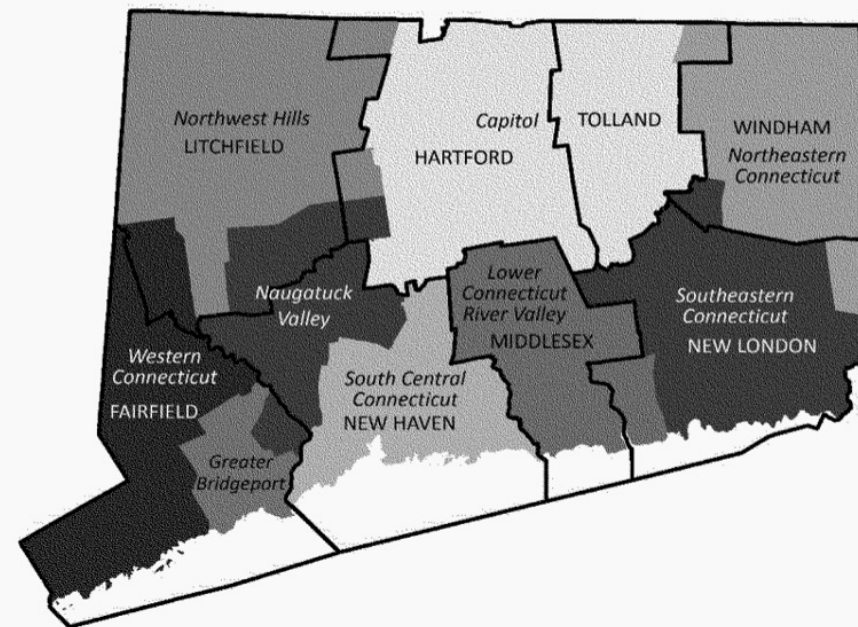 Northwest Hills
LITCHFIELD
Capitol
HARTFORD
TOLLAND
WINDHAM
Northeastern
Connecticut
Naugatuck
Valley
Lower
Connecticut
River Valley
MIDDLESEX
Southeastern
Connecticut
NEW LONDON
Western
Connecticut
FAIRFIELD
South Central
Connecticut
NEW HAVEN
Greater
Bridgeport